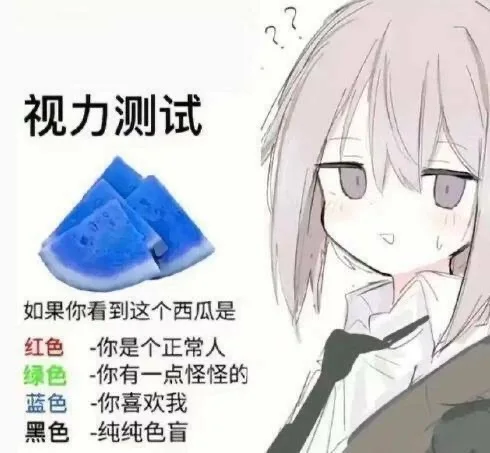 ??
视力测试
如果你看到这个西瓜是
红色 -你是个正常人
绿色 -你有一点怪怪的
蓝色 -你喜欢我
黑色 -纯纯色盲